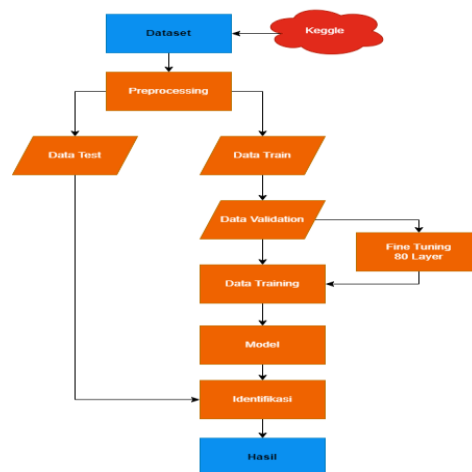 Dataset
Keggle
Preprocessing
Data Test
Data Train
Data Validation
Fine Tuning
80 Layer
Data Training
Model
Identifikasi
Hasil